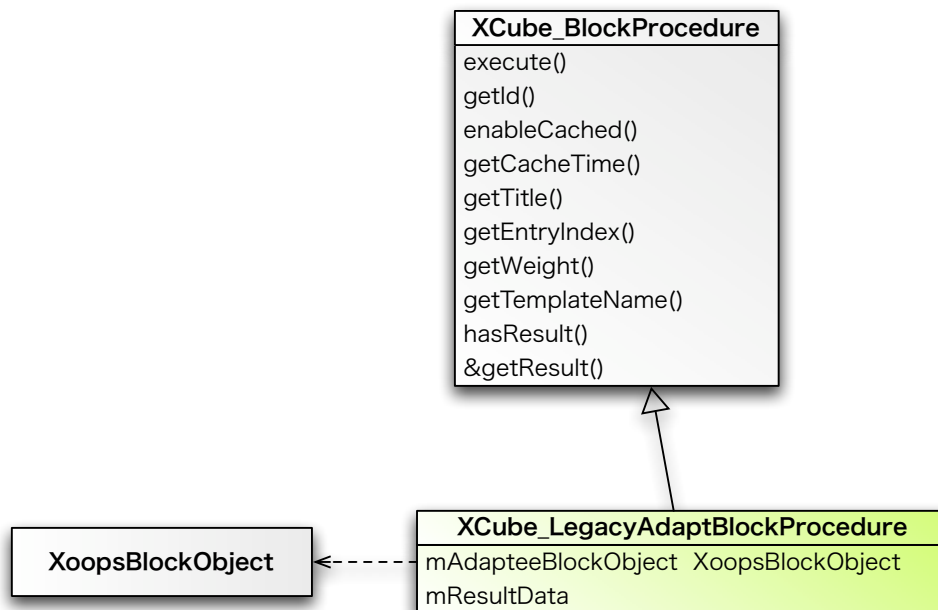 XCube_BlockProcedure
execute()
getId()
enableCached()
getCacheTime()
getTitle()
getEntryIndex()
getWeight()
getTemplateName()
hasResult()
&getResult()
XCube_LegacyAdaptBlockProcedure
XoopsBlockObject
mAdapteeBlockObject XoopsBlockObject
mResultData